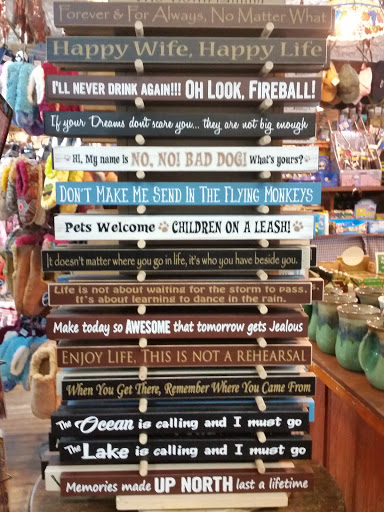 Forever & For Always, No Matter What
Happy Wife, Happy Life
I'LL NEVER DRINK AGAIN!!! OH LOOK, FIREBALL!
If your Dreams dont scare you... they are not big enough
HI, MY NAME IS NO, NO! BAD DOG! WHAT'S YOURS?
DON'T MAKE ME SEND IN THE FLYING MONKEYS
Pets Welcome CHILDREN ON A LEASH!
It doesn't matter where you go in life, it's who you have beside you.
Life is not about waiting for the storm to pass,
It's about learning to dance in the rain.
Make today so AWESOME that tomorrow gets Jealous
ENJOY LIFE, THIS IS NOT A REHEARSAL
When You Get There, Remember Where You Came From
The Ocean is calling and I must go
The Lake is calling and I must go
Memories made UP NORTH last a lifetime